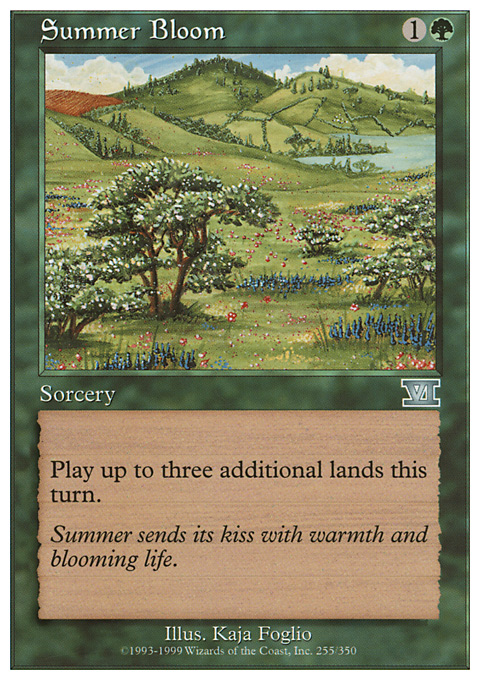 Summer Bloom 1
Sorcery VI
Play up to three additional lands this
turn.
Summer sends its kiss with warmth and
blooming life.
Illus. Kaja Foglio
©1993-1999 Wizards of the Coast, Inc. 255/350